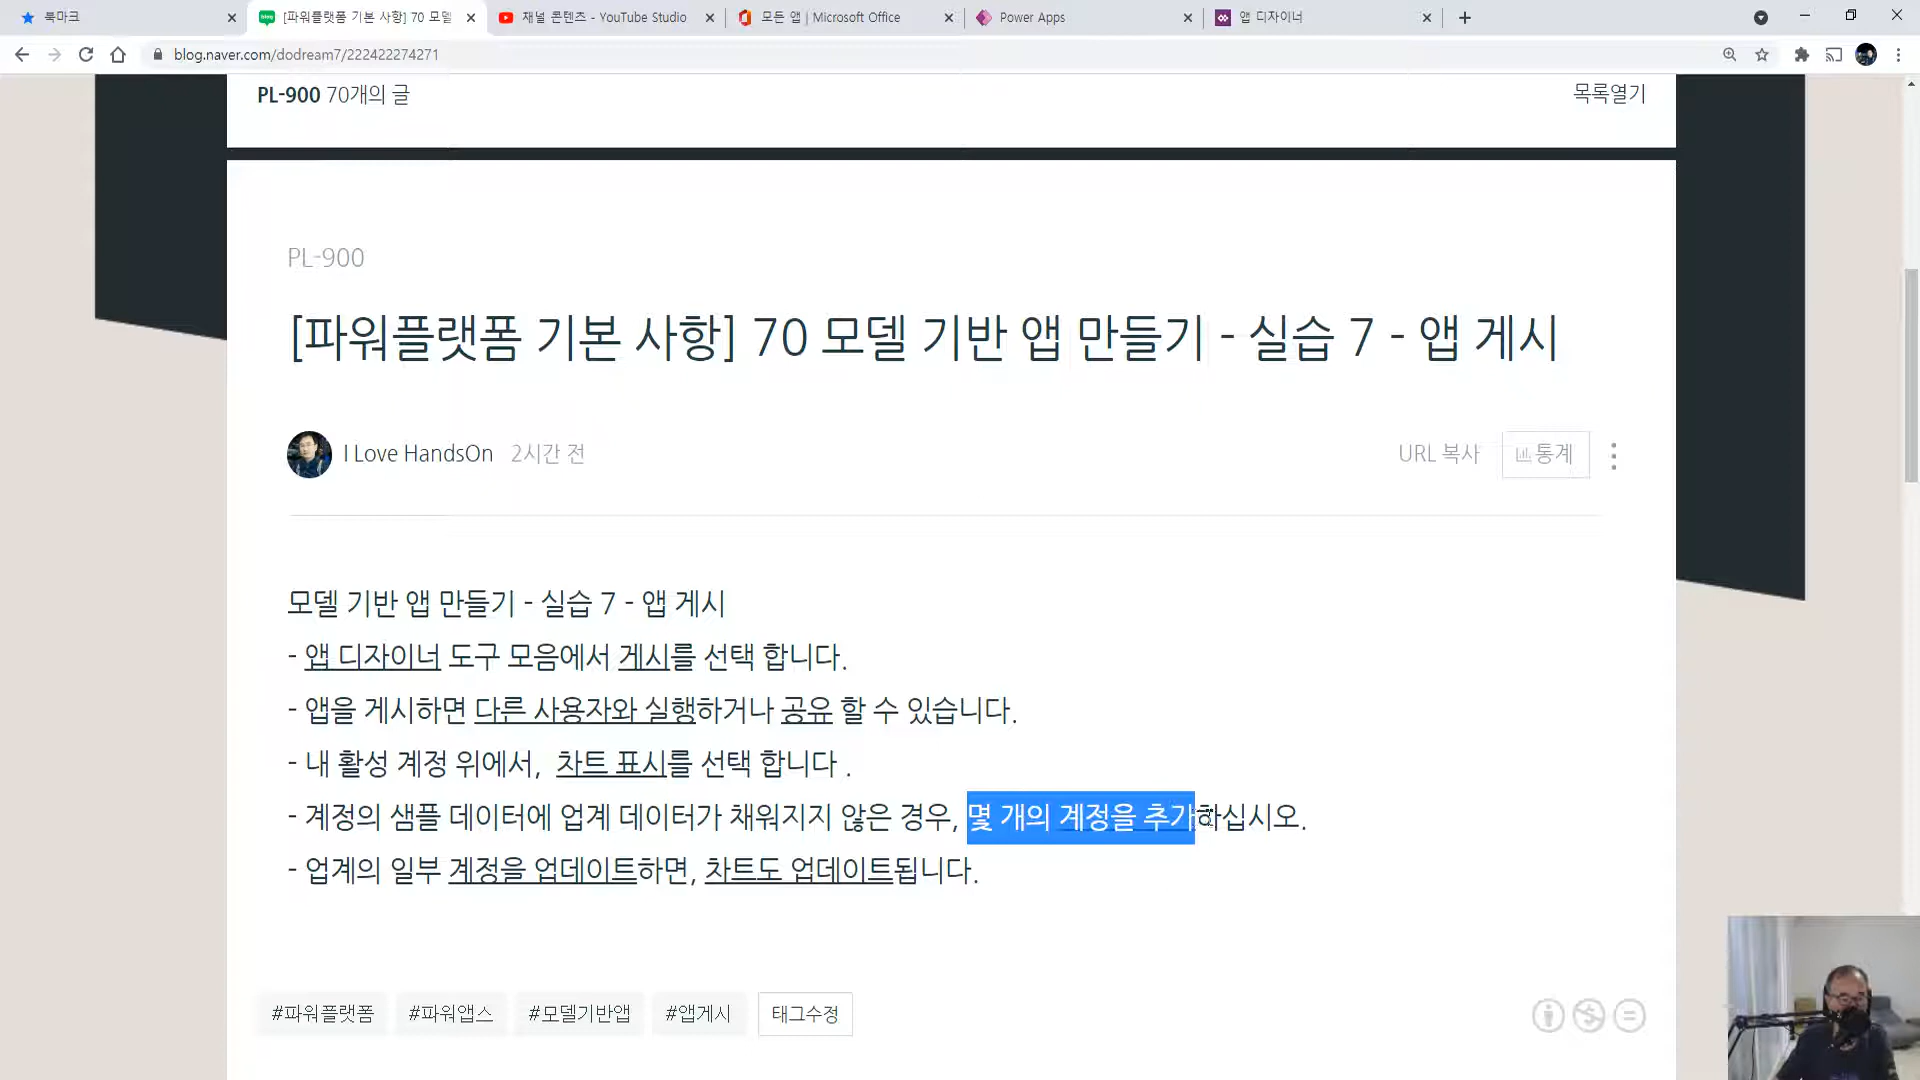 북마크
[파워플랫폼 기본 사항] 70 모델
채널 콘텐츠 - YouTube Studio
모든 앱 | Microsoft Office
Power Apps
앱 디자이너
blog.naver.com/dodream7/222422274271
PL-900 70개의 글
목록열기
PL-900
[파워플랫폼 기본 사항] 70 모델 기반 앱 만들기 - 실습 7 - 앱 게시
I Love HandsOn 2시간 전
URL 복사
통계
모델 기반 앱 만들기 - 실습 7 - 앱 게시
- 앱 디자이너 도구 모음에서 게시를 선택 합니다.
- 앱을 게시하면 다른 사용자와 실행하거나 공유 할 수 있습니다.
- 내 활성 계정 위에서, 차트 표시를 선택 합니다 .
- 계정의 샘플 데이터에 업계 데이터가 채워지지 않은 경우, 몇 개의 계정을 추가하십시오.
- 업계의 일부 계정을 업데이트하면, 차트도 업데이트됩니다.
#파워플랫폼
#파워앱스
#모델기반앱
#앱게시
태그수정